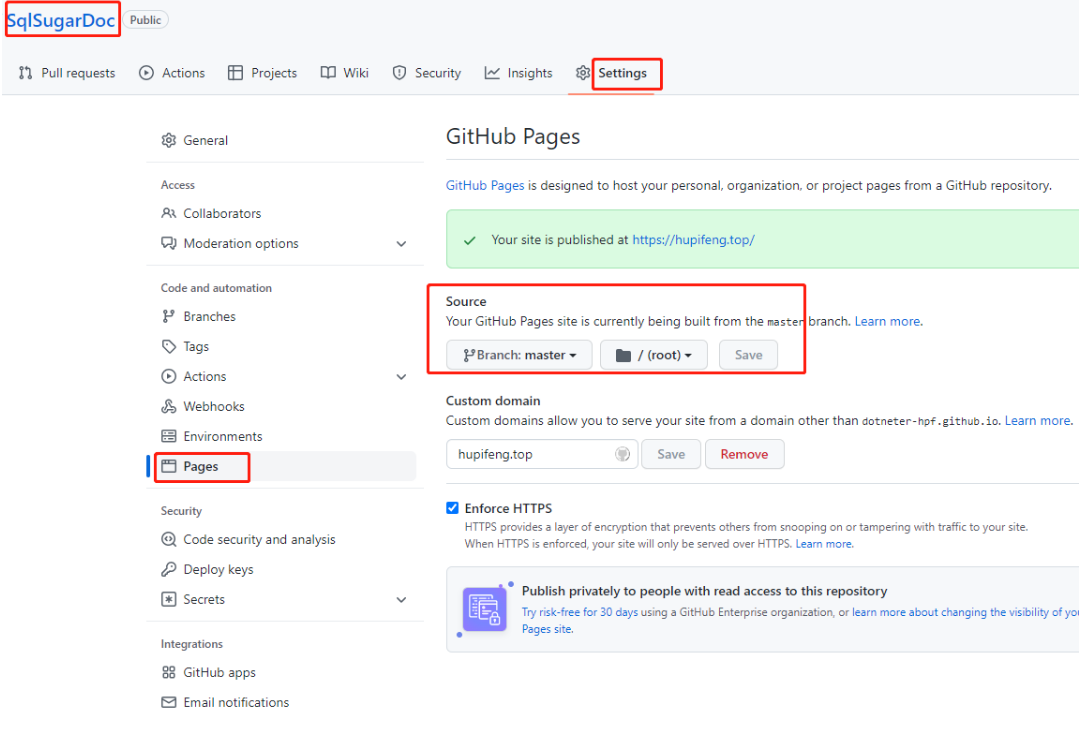 SqlSugarDoc Public
Pull requests Actions Projects Wiki Security Insights Settings
General
Access
Collaborators
Moderation options
Code and automation
Branches
Tags
Actions
Webhooks
Environments
Pages
Security
Code security and analysis
Deploy keys
Secrets
Integrations
GitHub apps
Email notifications
GitHub Pages
GitHub Pages is designed to host your personal, organization, or project pages from a GitHub repository.
Your site is published at https://hupifeng.top/
Source
Your GitHub Pages site is currently being built from the master branch. Learn more.
Branch: master / (root) Save
Custom domain
Custom domains allow you to serve your site from a domain other than dotneter-hpf.github.io. Learn more.
hupifeng.top Save Remove
Enforce HTTPS
HTTPS provides a layer of encryption that prevents others from snooping on or tampering with traffic to your site.
When HTTPS is enforced, your site will only be served over HTTPS. Learn more.
Publish privately to people with read access to this repository
Try risk-free for 30 days using a GitHub Enterprise organization, or learn more about changing the visibility of you
Pages site.